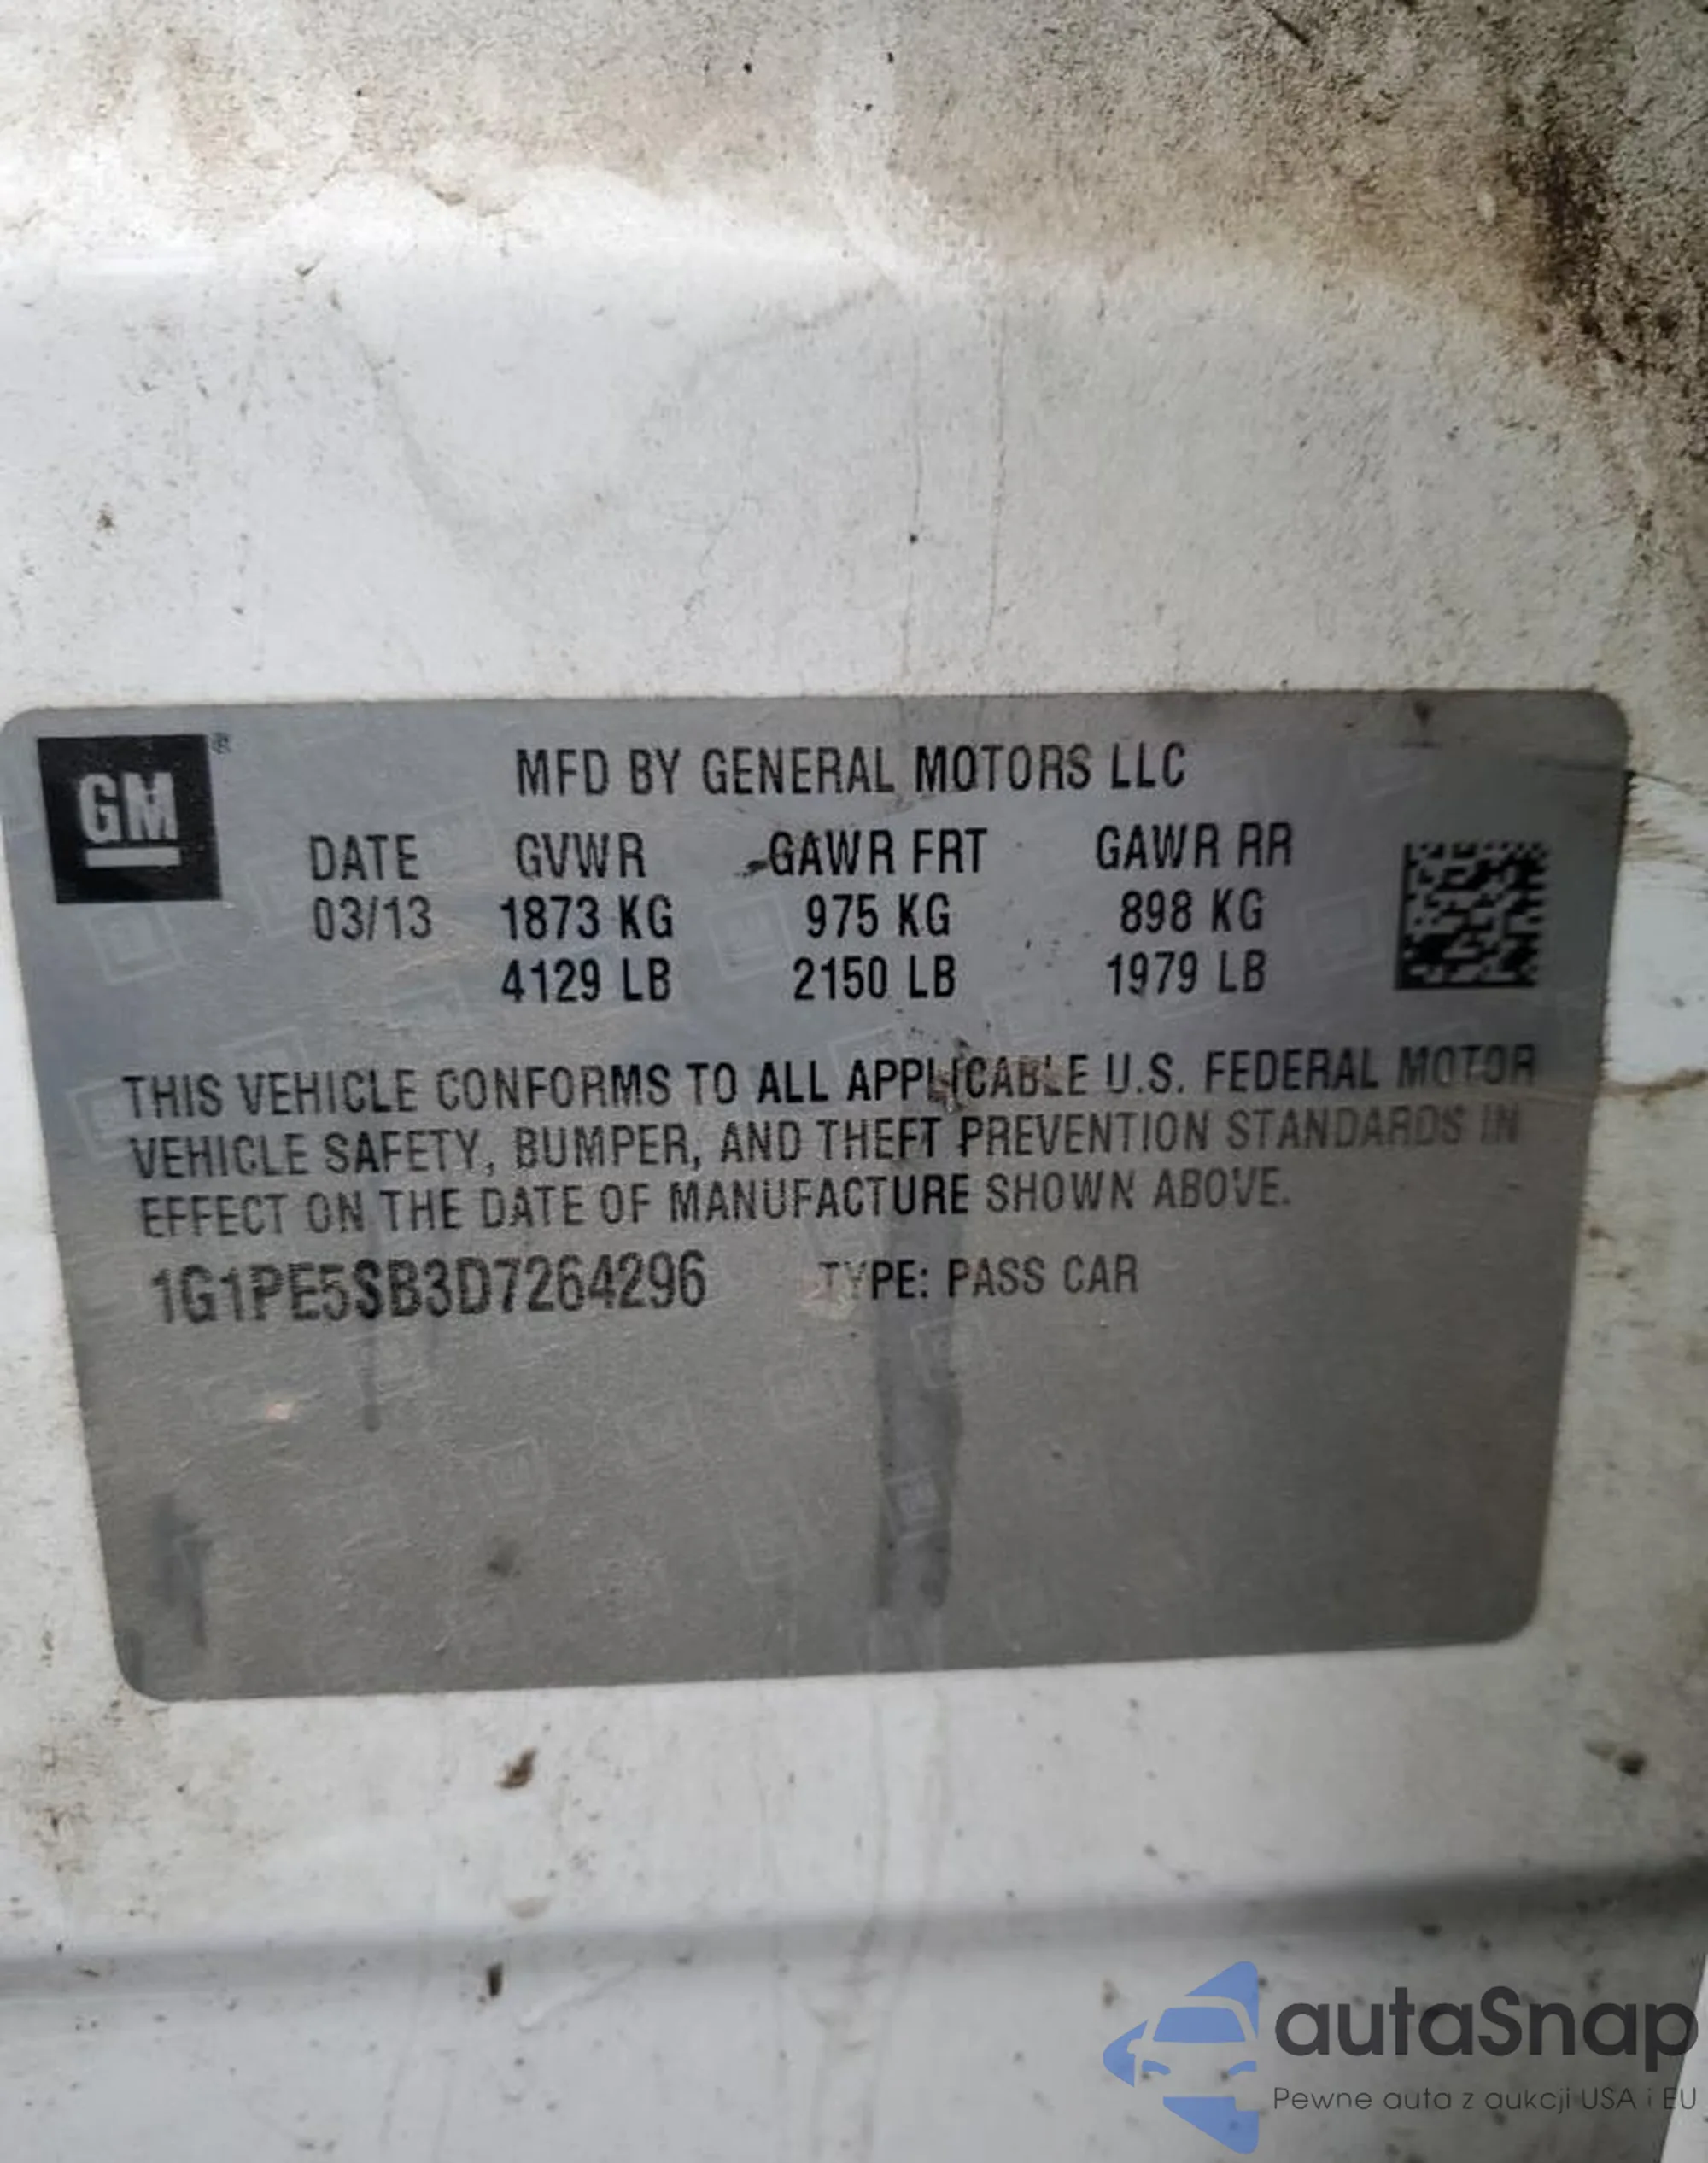 GM ®
MFD BY GENERAL MOTORS LLC
DATE GVWR GAWR FRT GAWR RR
03/13 1873 KG 975 KG 898 KG
4129 LB 2150 LB 1979 LB
THIS VEHICLE CONFORMS TO ALL APPLICABLE U.S. FEDERAL MOTOR
VEHICLE SAFETY, BUMPER, AND THEFT PREVENTION STANDARDS IN
EFFECT ON THE DATE OF MANUFACTURE SHOWN ABOVE.
1G1PE5SB3D7264296 TYPE: PASS CAR
autaSnap
Pewne auta z aukcji USA i EU